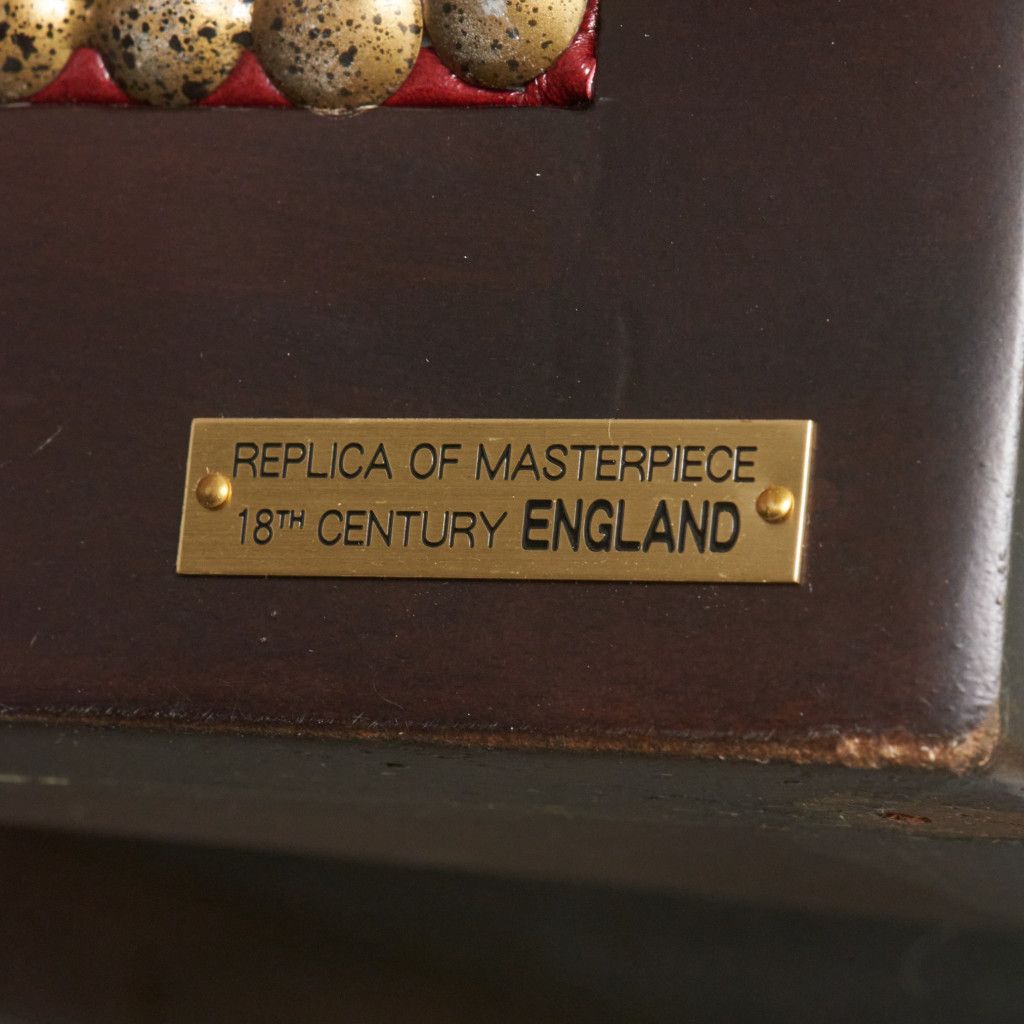 REPLICA OF MASTERPIECE
18TH CENTURY ENGLAND